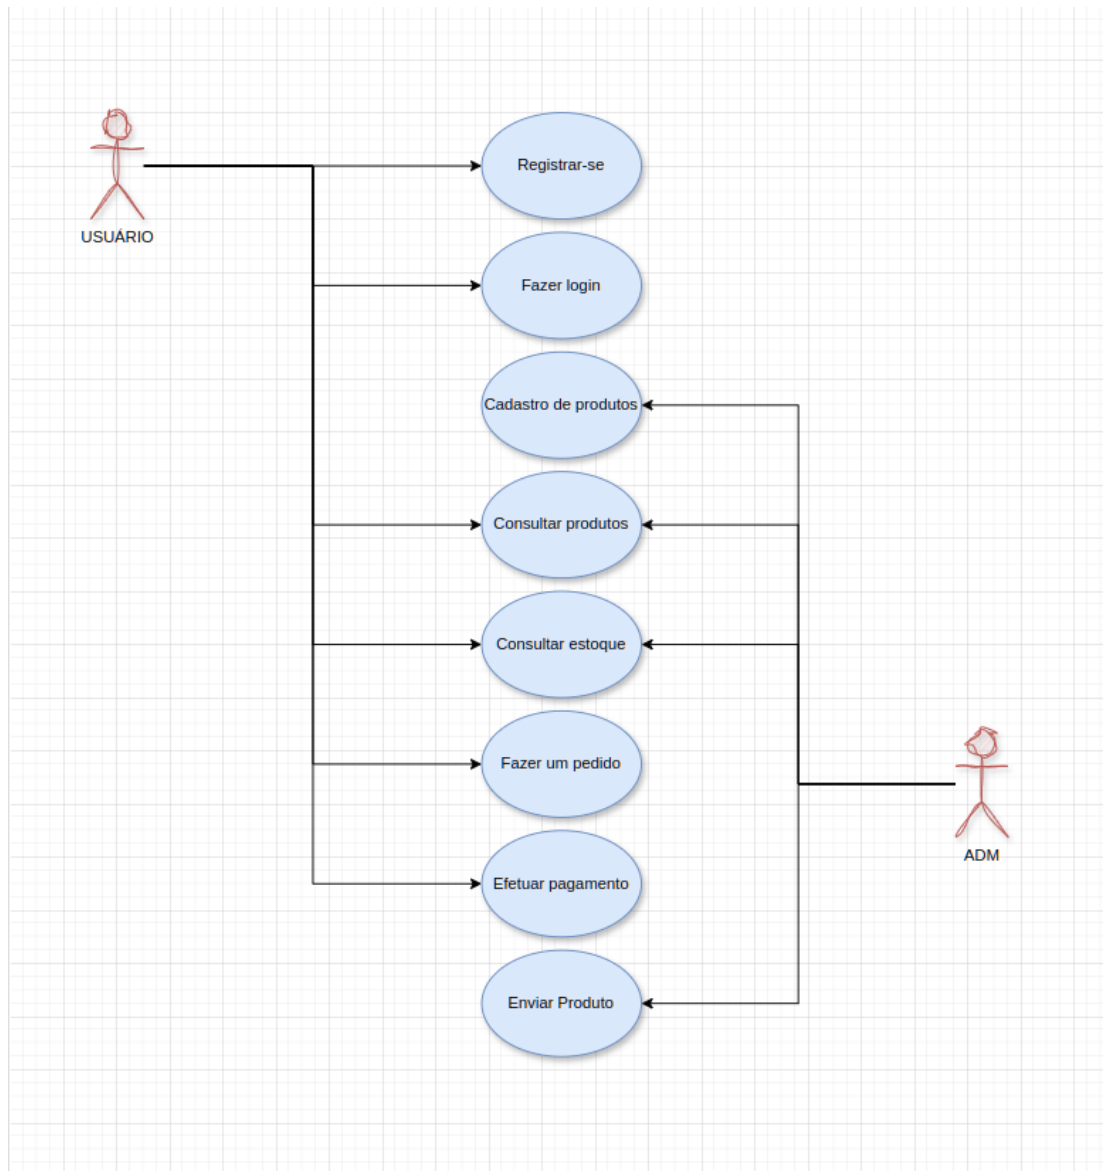 Registrar-se
USUÁRIO
Fazer login
Cadastro de produtos
Consultar produtos
Consultar estoque
Fazer um pedido
ADM
Efetuar pagamento
Enviar Produto